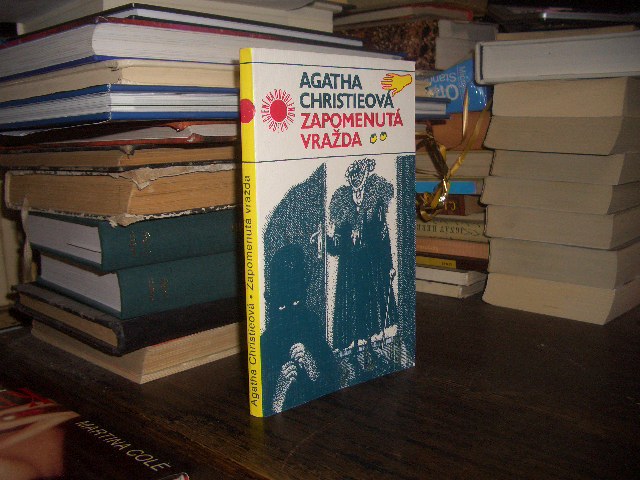 AGATHA
CHRISTIEOVÁ
ZAPOMENUTÁ
VRAŽDA
Agatha Christieová • Zapomenutá vražda
MARTINA COLE